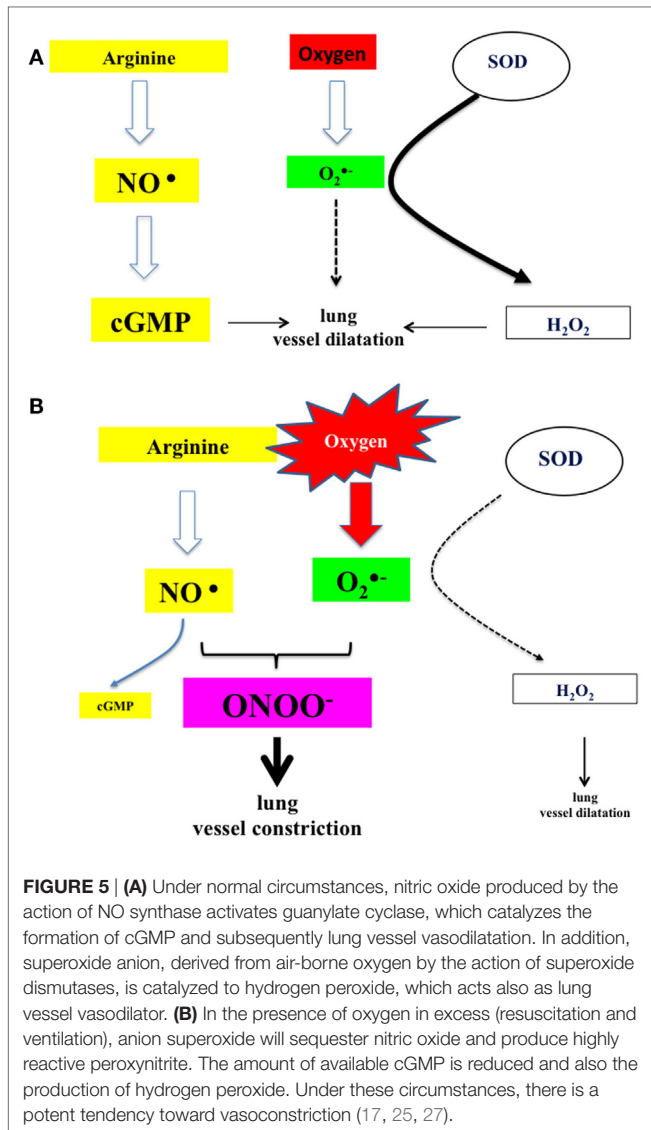 A
Arginine
Oxygen
SOD
NO •
O₂•-
cGMP
lung
vessel dilatation
H₂O₂
B
Arginine
Oxygen
SOD
NO •
O₂•-
cGMP
ONOO⁻
H₂O₂
lung
vessel constriction
lung
vessel dilatation
FIGURE 5 | (A) Under normal circumstances, nitric oxide produced by the
action of NO synthase activates guanylate cyclase, which catalyzes the
formation of cGMP and subsequently lung vessel vasodilatation. In addition,
superoxide anion, derived from air-borne oxygen by the action of superoxide
dismutases, is catalyzed to hydrogen peroxide, which acts also as lung
vessel vasodilator. (B) In the presence of oxygen in excess (resuscitation and
ventilation), anion superoxide will sequester nitric oxide and produce highly
reactive peroxynitrite. The amount of available cGMP is reduced and also the
production of hydrogen peroxide. Under these circumstances, there is a
potent tendency toward vasoconstriction (17, 25, 27).